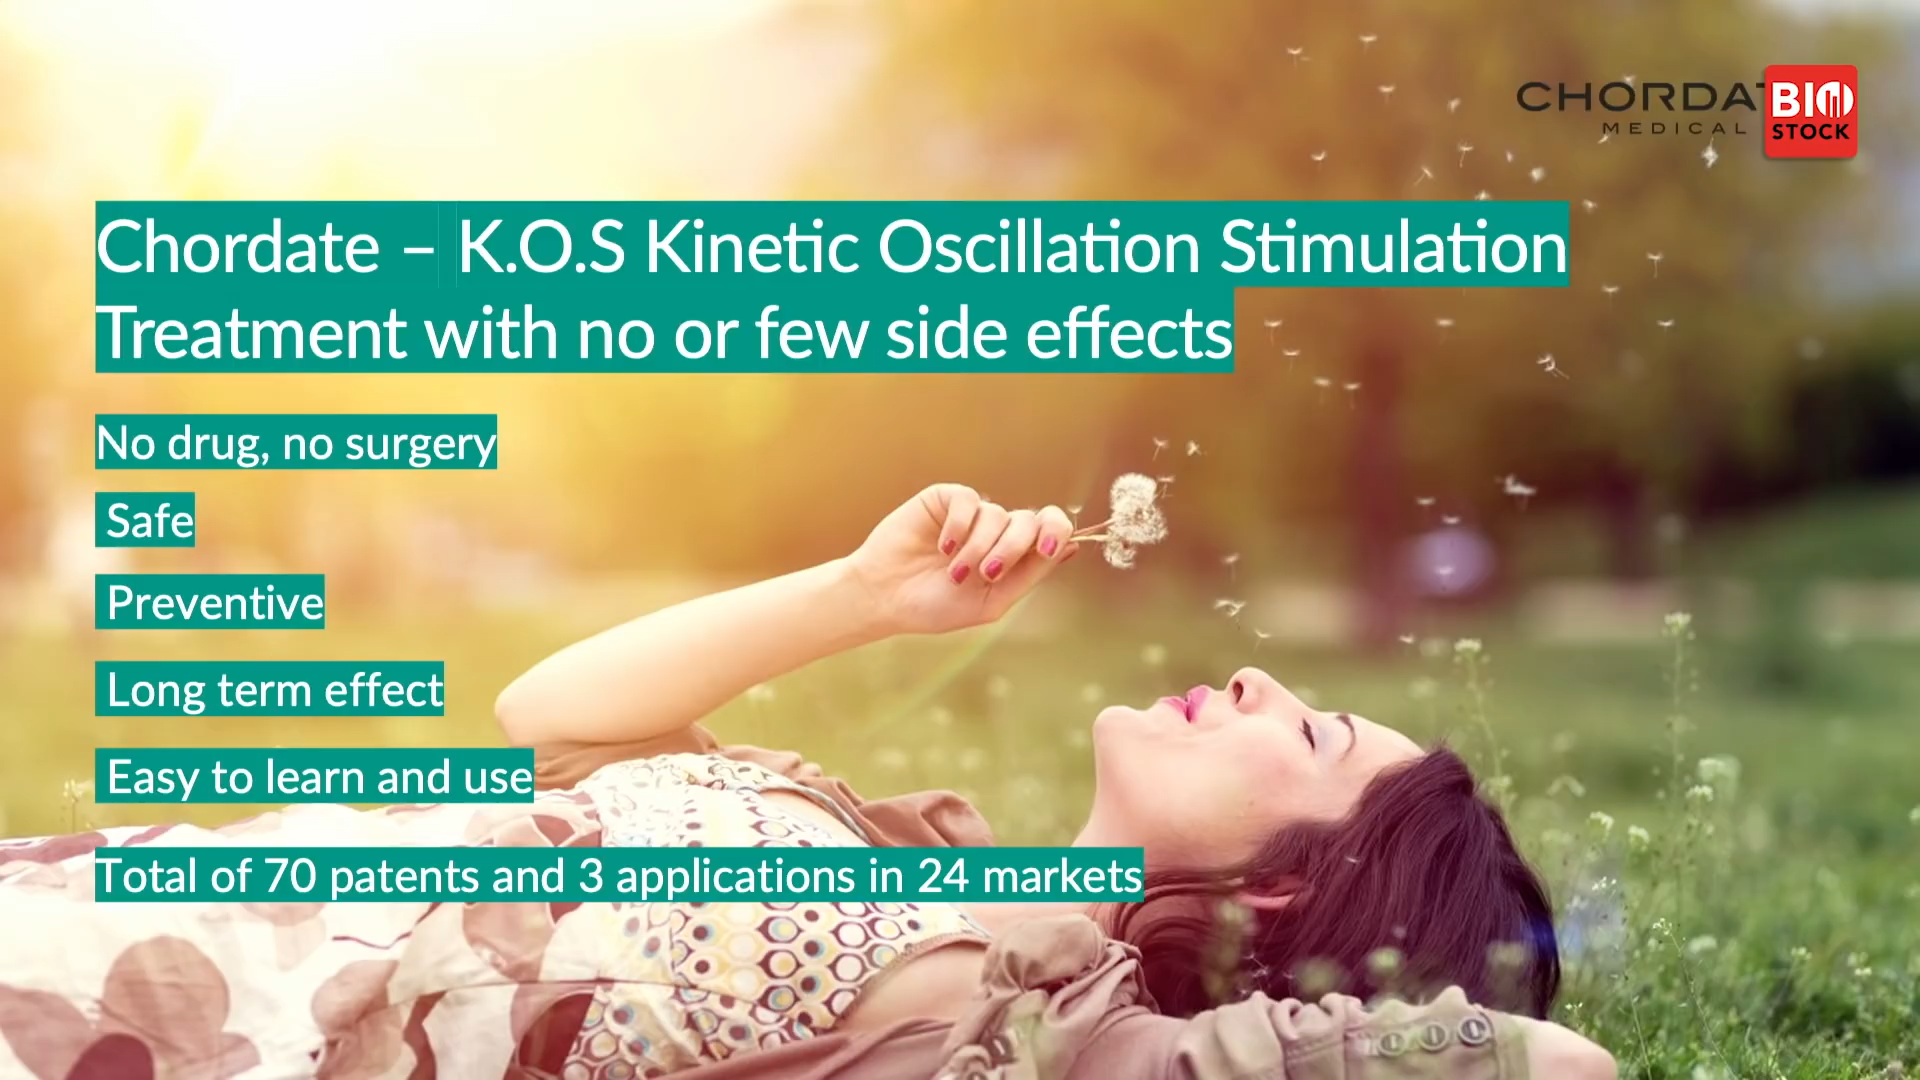 CHORDA
MEDICAL
BIO
STOCK
Chordate – K.O.S Kinetic Oscillation Stimulation
Treatment with no or few side effects
No drug, no surgery
Safe
Preventive
Long term effect
Easy to learn and use
Total of 70 patents and 3 applications in 24 markets